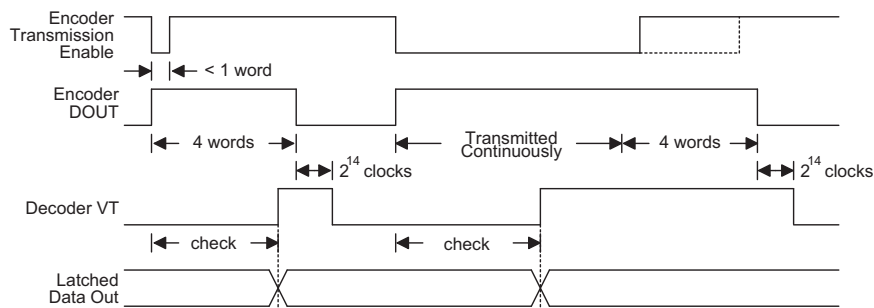 Encoder
Transmission
Enable
< 1 word
Encoder
DOUT
4 words
Transmitted
Continuously
4 words
2^14 clocks
2^14 clocks
Decoder VT
check
check
Latched
Data Out